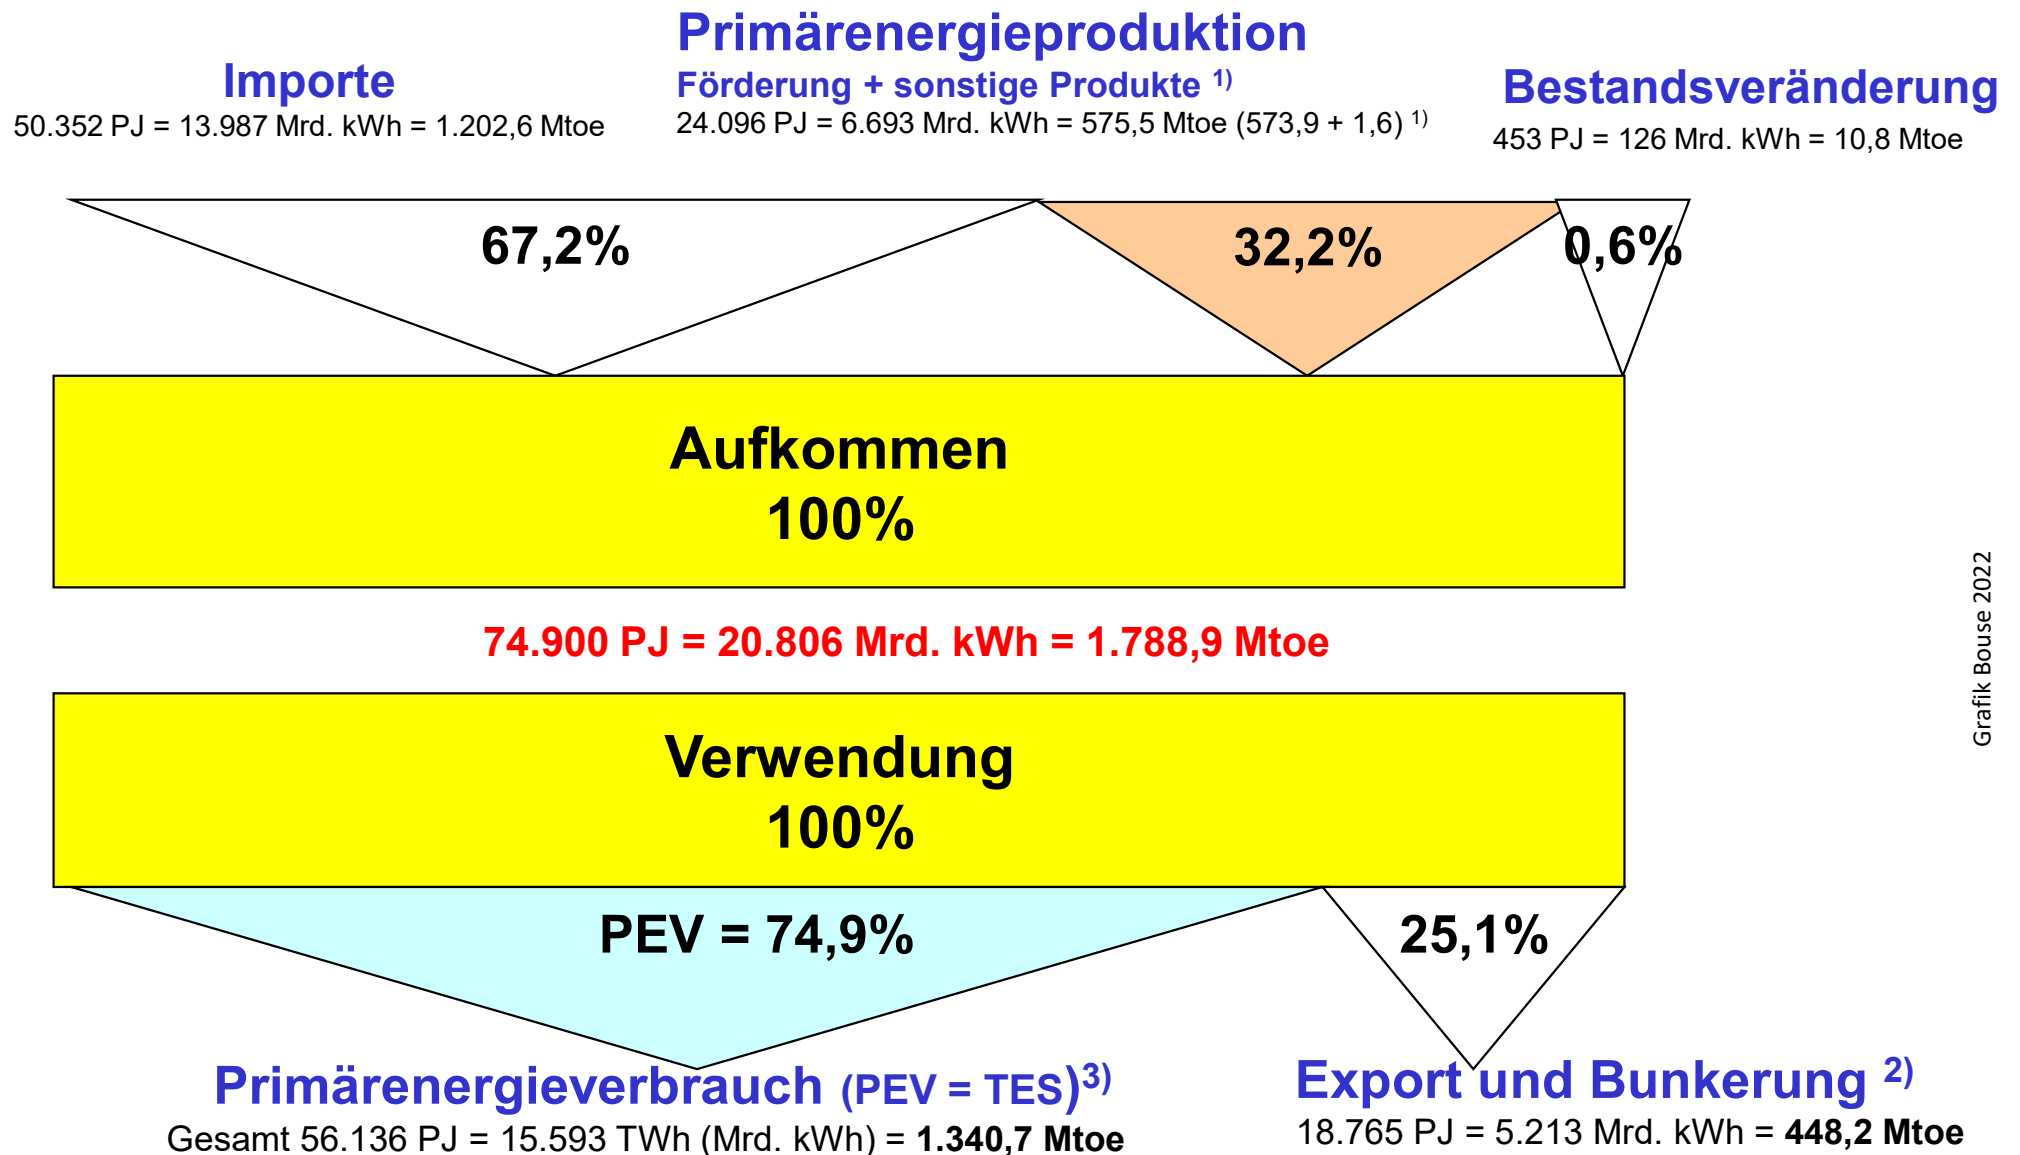 Primärenergieproduktion
Importe
Förderung + sonstige Produkte 1)
Bestandsveränderung
50.352 PJ = 13.987 Mrd. kWh = 1.202,6 Mtoe
24.096 PJ = 6.693 Mrd. kWh = 575,5 Mtoe (573,9 + 1,6) 1)
453 PJ = 126 Mrd. kWh = 10,8 Mtoe
67,2%
32,2%
0,6%
Aufkommen
100%
74.900 PJ = 20.806 Mrd. kWh = 1.788,9 Mtoe
Grafik Bouse 2022
Verwendung
100%
PEV = 74,9%
25,1%
Primärenergieverbrauch (PEV = TES)3)
Export und Bunkerung 2)
Gesamt 56.136 PJ = 15.593 TWh (Mrd. kWh) = 1.340,7 Mtoe
18.765 PJ = 5.213 Mrd. kWh = 448,2 Mtoe